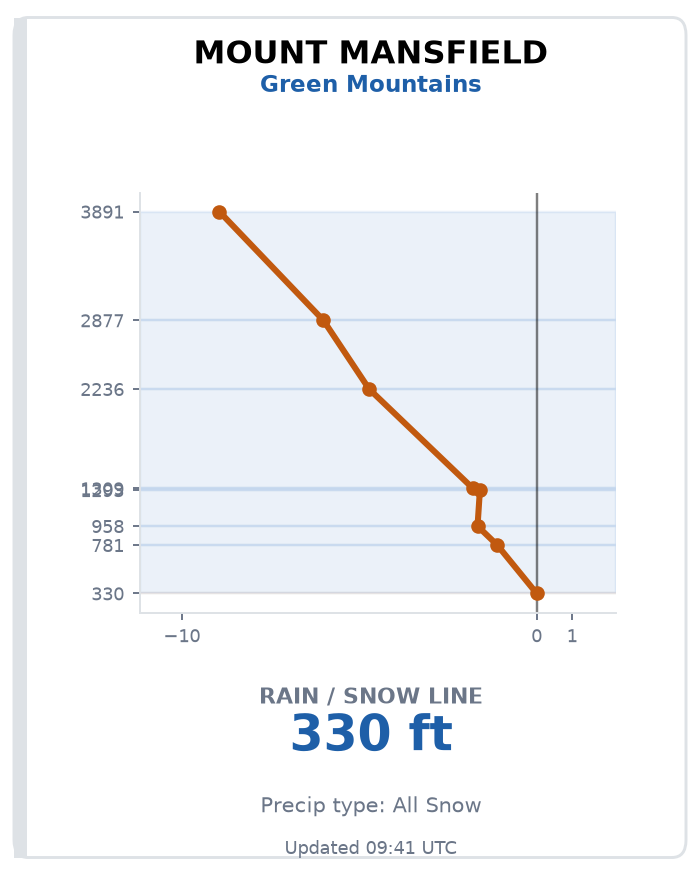 MOUNT MANSFIELD
Green Mountains
3891
2877
2236
958
781
330
−10 0 1
RAIN / SNOW LINE
330 ft
Precip type: All Snow
Updated 09:41 UTC